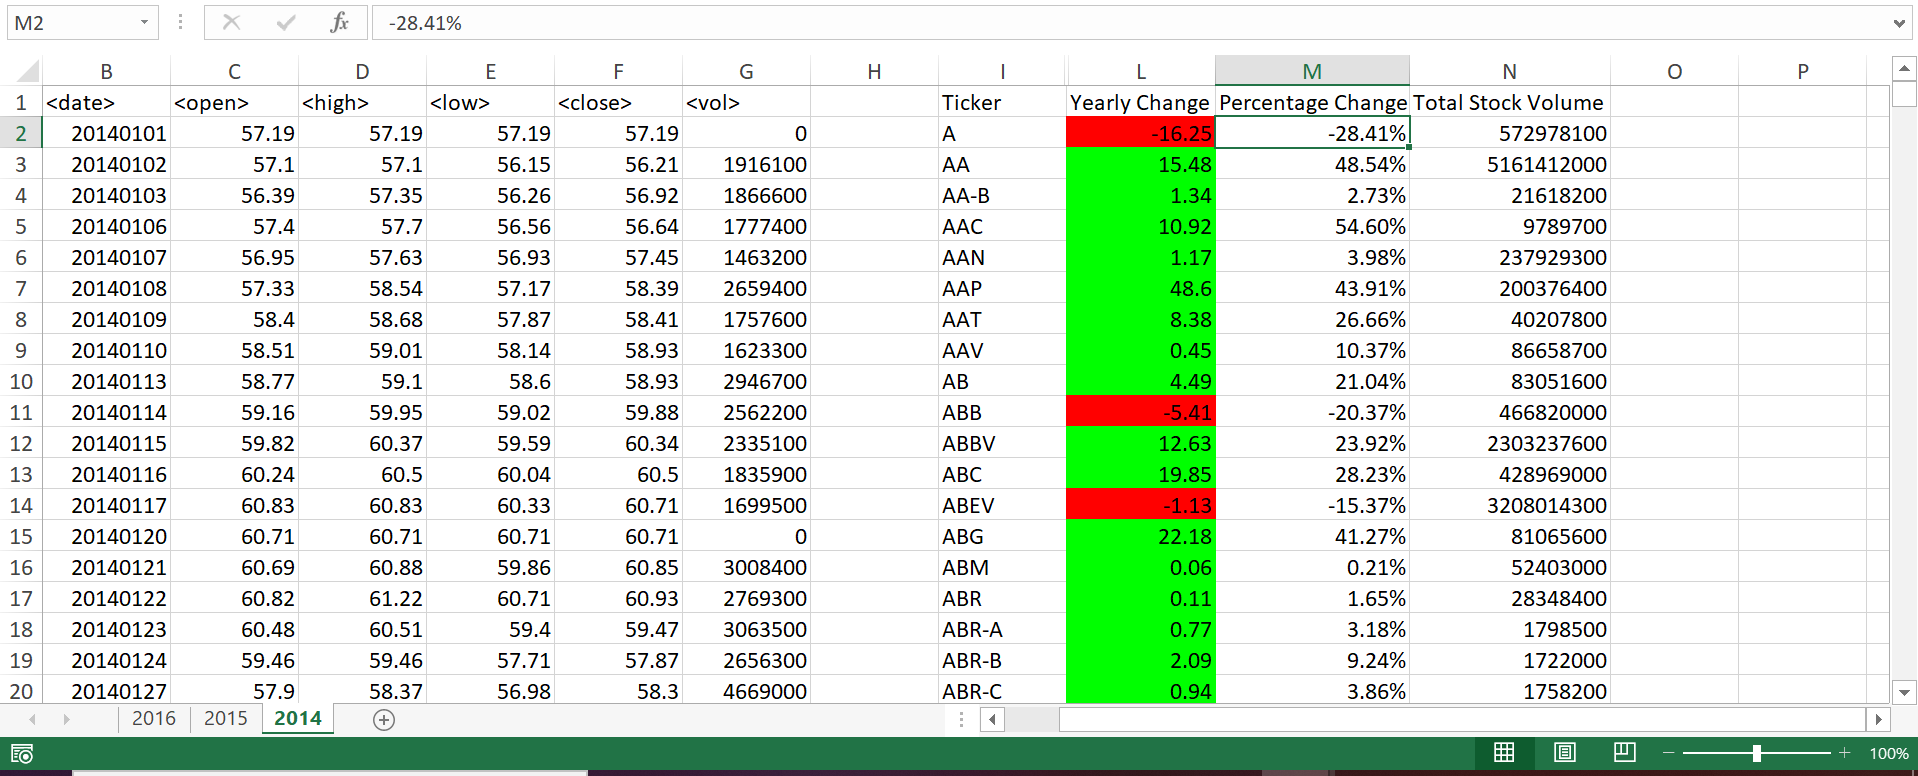 M2 fx -28.41%
B C D E F G H I L M N O P
1 <date> <open> <high> <low> <close> <vol> Ticker Yearly Change Percentage Change Total Stock Volume
2 20140101 57.19 57.19 57.19 57.19 0 A -16.25 -28.41% 572978100
3 20140102 57.1 57.1 56.15 56.21 1916100 AA 15.48 48.54% 5161412000
4 20140103 56.39 57.35 56.26 56.92 1866600 AA-B 1.34 2.73% 21618200
5 20140106 57.4 57.7 56.56 56.64 1777400 AAC 10.92 54.60% 9789700
6 20140107 56.95 57.63 56.93 57.45 1463200 AAN 1.17 3.98% 237929300
7 20140108 57.33 58.54 57.17 58.39 2659400 AAP 48.6 43.91% 200376400
8 20140109 58.4 58.68 57.87 58.41 1757600 AAT 8.38 26.66% 40207800
9 20140110 58.51 59.01 58.14 58.93 1623300 AAV 0.45 10.37% 86658700
10 20140113 58.77 59.1 58.6 58.93 2946700 AB 4.49 21.04% 83051600
11 20140114 59.16 59.95 59.02 59.88 2562200 ABB -5.41 -20.37% 466820000
12 20140115 59.82 60.37 59.59 60.34 2335100 ABBV 12.63 23.92% 2303237600
13 20140116 60.24 60.5 60.04 60.5 1835900 ABC 19.85 28.23% 428969000
14 20140117 60.83 60.83 60.33 60.71 1699500 ABEV -1.13 -15.37% 3208014300
15 20140120 60.71 60.71 60.71 60.71 0 ABG 22.18 41.27% 81065600
16 20140121 60.69 60.88 59.86 60.85 3008400 ABM 0.06 0.21% 52403000
17 20140122 60.82 61.22 60.71 60.93 2769300 ABR 0.11 1.65% 28348400
18 20140123 60.48 60.51 59.4 59.47 3063500 ABR-A 0.77 3.18% 1798500
19 20140124 59.46 59.46 57.71 57.87 2656300 ABR-B 2.09 9.24% 1722000
20 20140127 57.9 58.37 56.98 58.3 4669000 ABR-C 0.94 3.86% 1758200
2016 2015 2014
100%